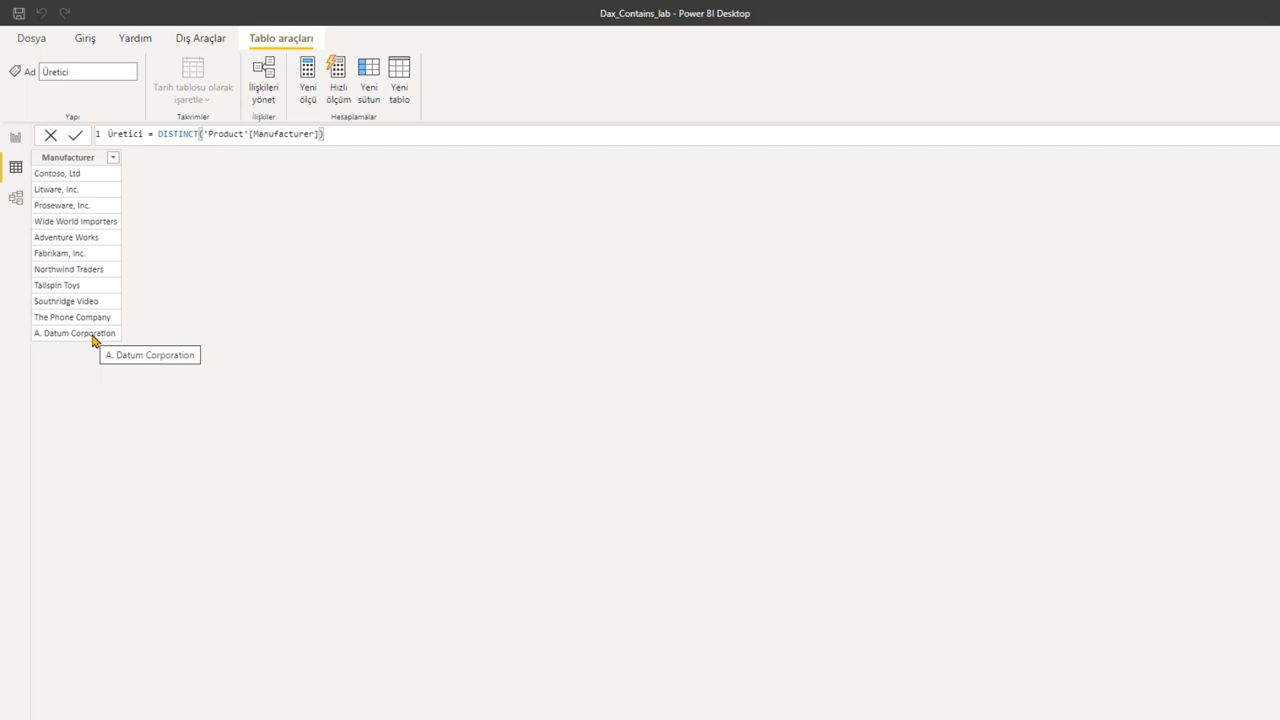 Dax_Contains_lab - Power BI Desktop
Dosya Giriş Yardım Dış Araçlar Tablo araçları
Ad Üretici
Tarih tablosu olarak
işaretle
İlişkileri
yönet
Yeni
ölçü
Hızlı
ölçüm
Yeni
sütun
Yeni
tablo
Yapı Takvimler İlişkiler Hesaplamalar
1 Üretici = DISTINCT('Product'[Manufacturer])
Manufacturer
Contoso, Ltd
Litware, Inc.
Proseware, Inc.
Wide World Importers
Adventure Works
Fabrikam, Inc.
Northwind Traders
Tailspin Toys
Southridge Video
The Phone Company
A. Datum Corporation
A. Datum Corporation